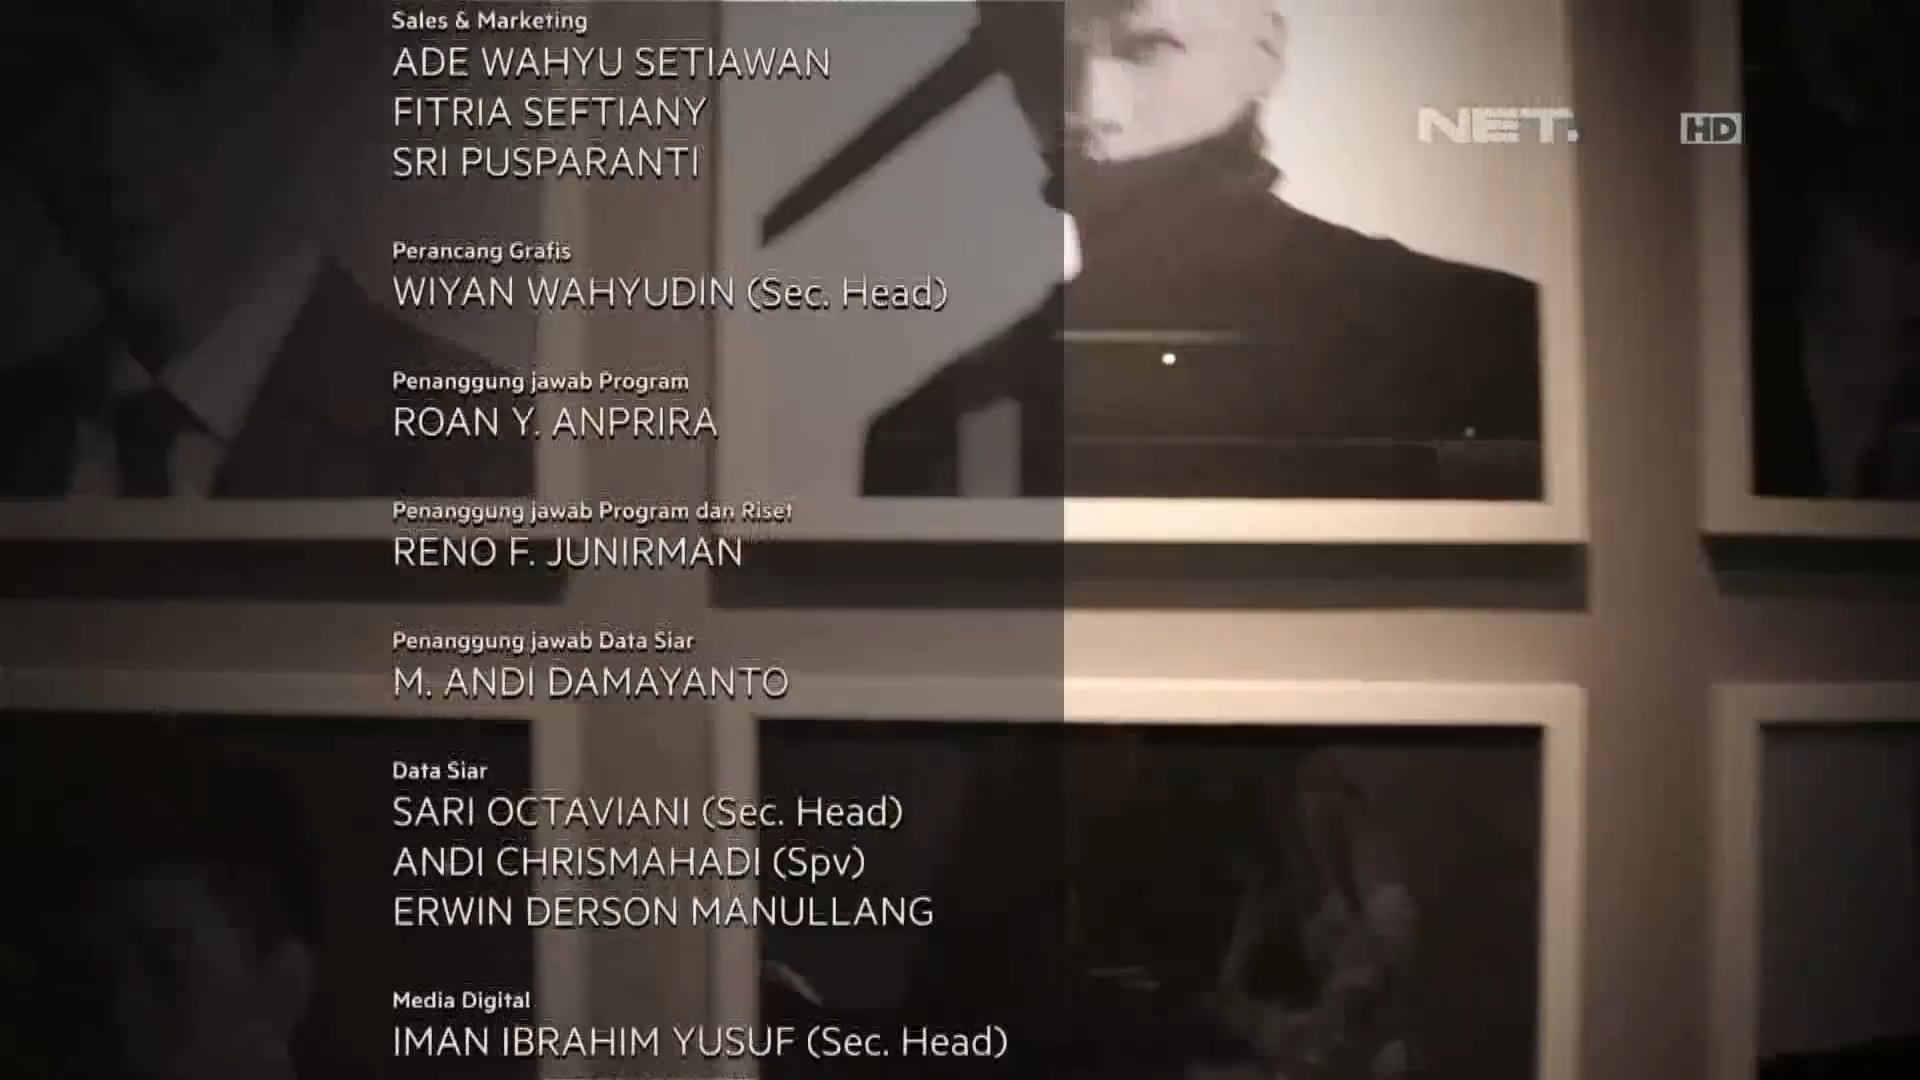 Sales & Marketing
ADE WAHYU SETIAWAN
FITRIA SEFTIANY
SRI PUSPARANTI
NET.
HD
Perancang Grafis
WIYAN WAHYUDIN (Sec. Head)
Penanggung jawab Program
ROAN Y. ANPRIRA
Penanggung jawab Program dan Riset
RENO F. JUNIRMAN
Penanggung jawab Data Siar
M. ANDI DAMAYANTO
Data Siar
SARI OCTAVIANI (Sec. Head)
ANDI CHRISMAHADI (Spv)
ERWIN DERSON MANULLANG
Media Digital
IMAN IBRAHIM YUSUF (Sec. Head)